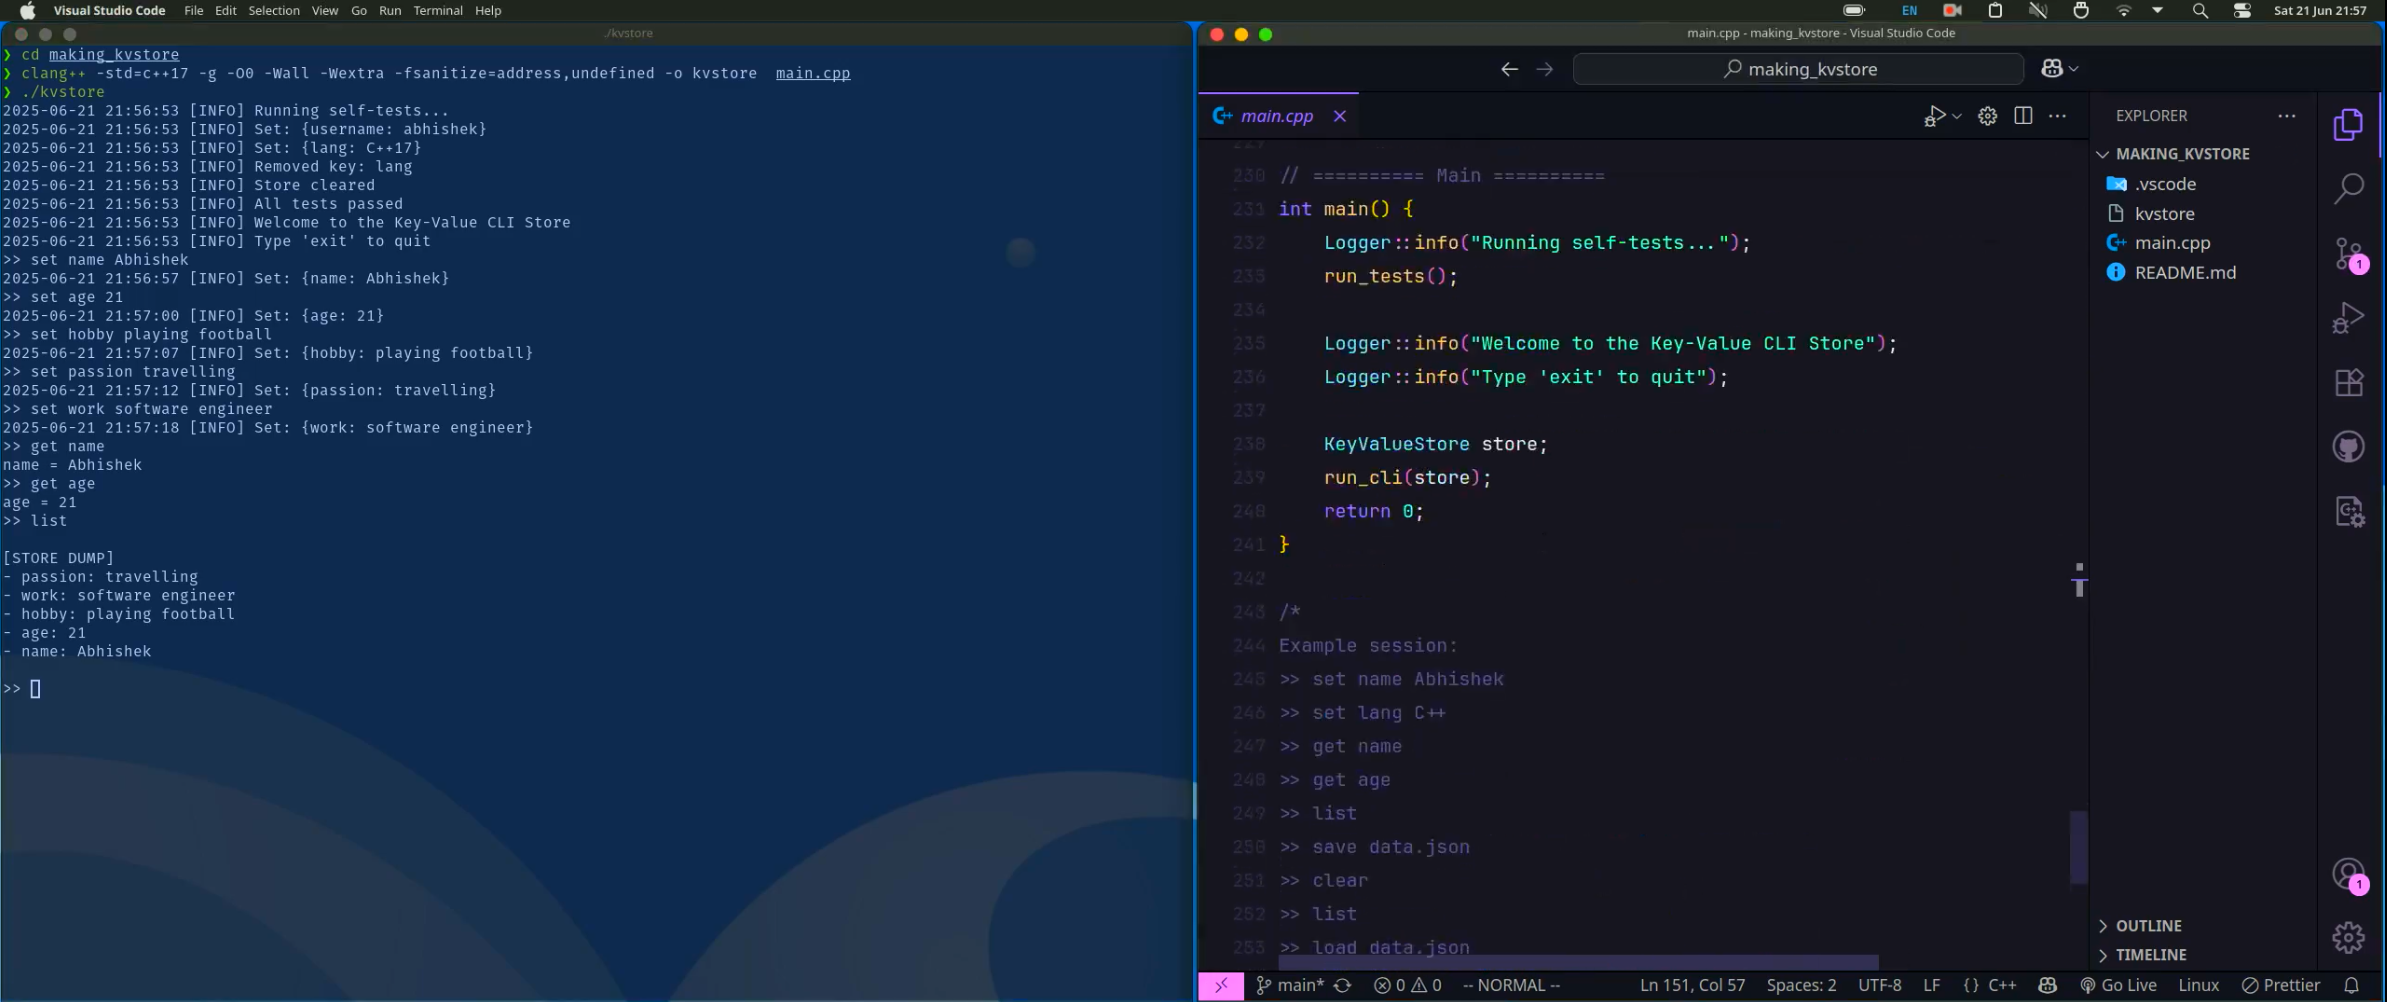 Visual Studio Code File Edit Selection View Go Run Terminal Help
EN Sat 21 Jun 21:57
./kvstore
❯ cd making_kvstore
❯ clang++ -std=c++17 -g -O0 -Wall -Wextra -fsanitize=address,undefined -o kvstore  main.cpp
❯ ./kvstore
2025-06-21 21:56:53 [INFO] Running self-tests...
2025-06-21 21:56:53 [INFO] Set: {username: abhishek}
2025-06-21 21:56:53 [INFO] Set: {lang: C++17}
2025-06-21 21:56:53 [INFO] Removed key: lang
2025-06-21 21:56:53 [INFO] Store cleared
2025-06-21 21:56:53 [INFO] All tests passed
2025-06-21 21:56:53 [INFO] Welcome to the Key-Value CLI Store
2025-06-21 21:56:53 [INFO] Type 'exit' to quit
>> set name Abhishek
2025-06-21 21:56:57 [INFO] Set: {name: Abhishek}
>> set age 21
2025-06-21 21:57:00 [INFO] Set: {age: 21}
>> set hobby playing football
2025-06-21 21:57:07 [INFO] Set: {hobby: playing football}
>> set passion travelling
2025-06-21 21:57:12 [INFO] Set: {passion: travelling}
>> set work software engineer
2025-06-21 21:57:18 [INFO] Set: {work: software engineer}
>> get name
name = Abhishek
>> get age
age = 21
>> list
[STORE DUMP]
- passion: travelling
- work: software engineer
- hobby: playing football
- age: 21
- name: Abhishek
>>
main.cpp - making_kvstore - Visual Studio Code
making_kvstore
main.cpp
230 // ========== Main ==========
231 int main() {
232 Logger::info("Running self-tests...");
233 run_tests();
234
235 Logger::info("Welcome to the Key-Value CLI Store");
236 Logger::info("Type 'exit' to quit");
237
238 KeyValueStore store;
239 run_cli(store);
240 return 0;
241 }
242
243 /*
244 Example session:
245 >> set name Abhishek
246 >> set lang C++
247 >> get name
248 >> get age
249 >> list
250 >> save data.json
251 >> clear
252 >> list
253 >> load data.json
EXPLORER
MAKING_KVSTORE
.vscode
kvstore
main.cpp
README.md
OUTLINE
TIMELINE
1
1
main* 0 0 -- NORMAL -- Ln 151, Col 57 Spaces: 2 UTF-8 LF {} C++ Go Live Linux Prettier